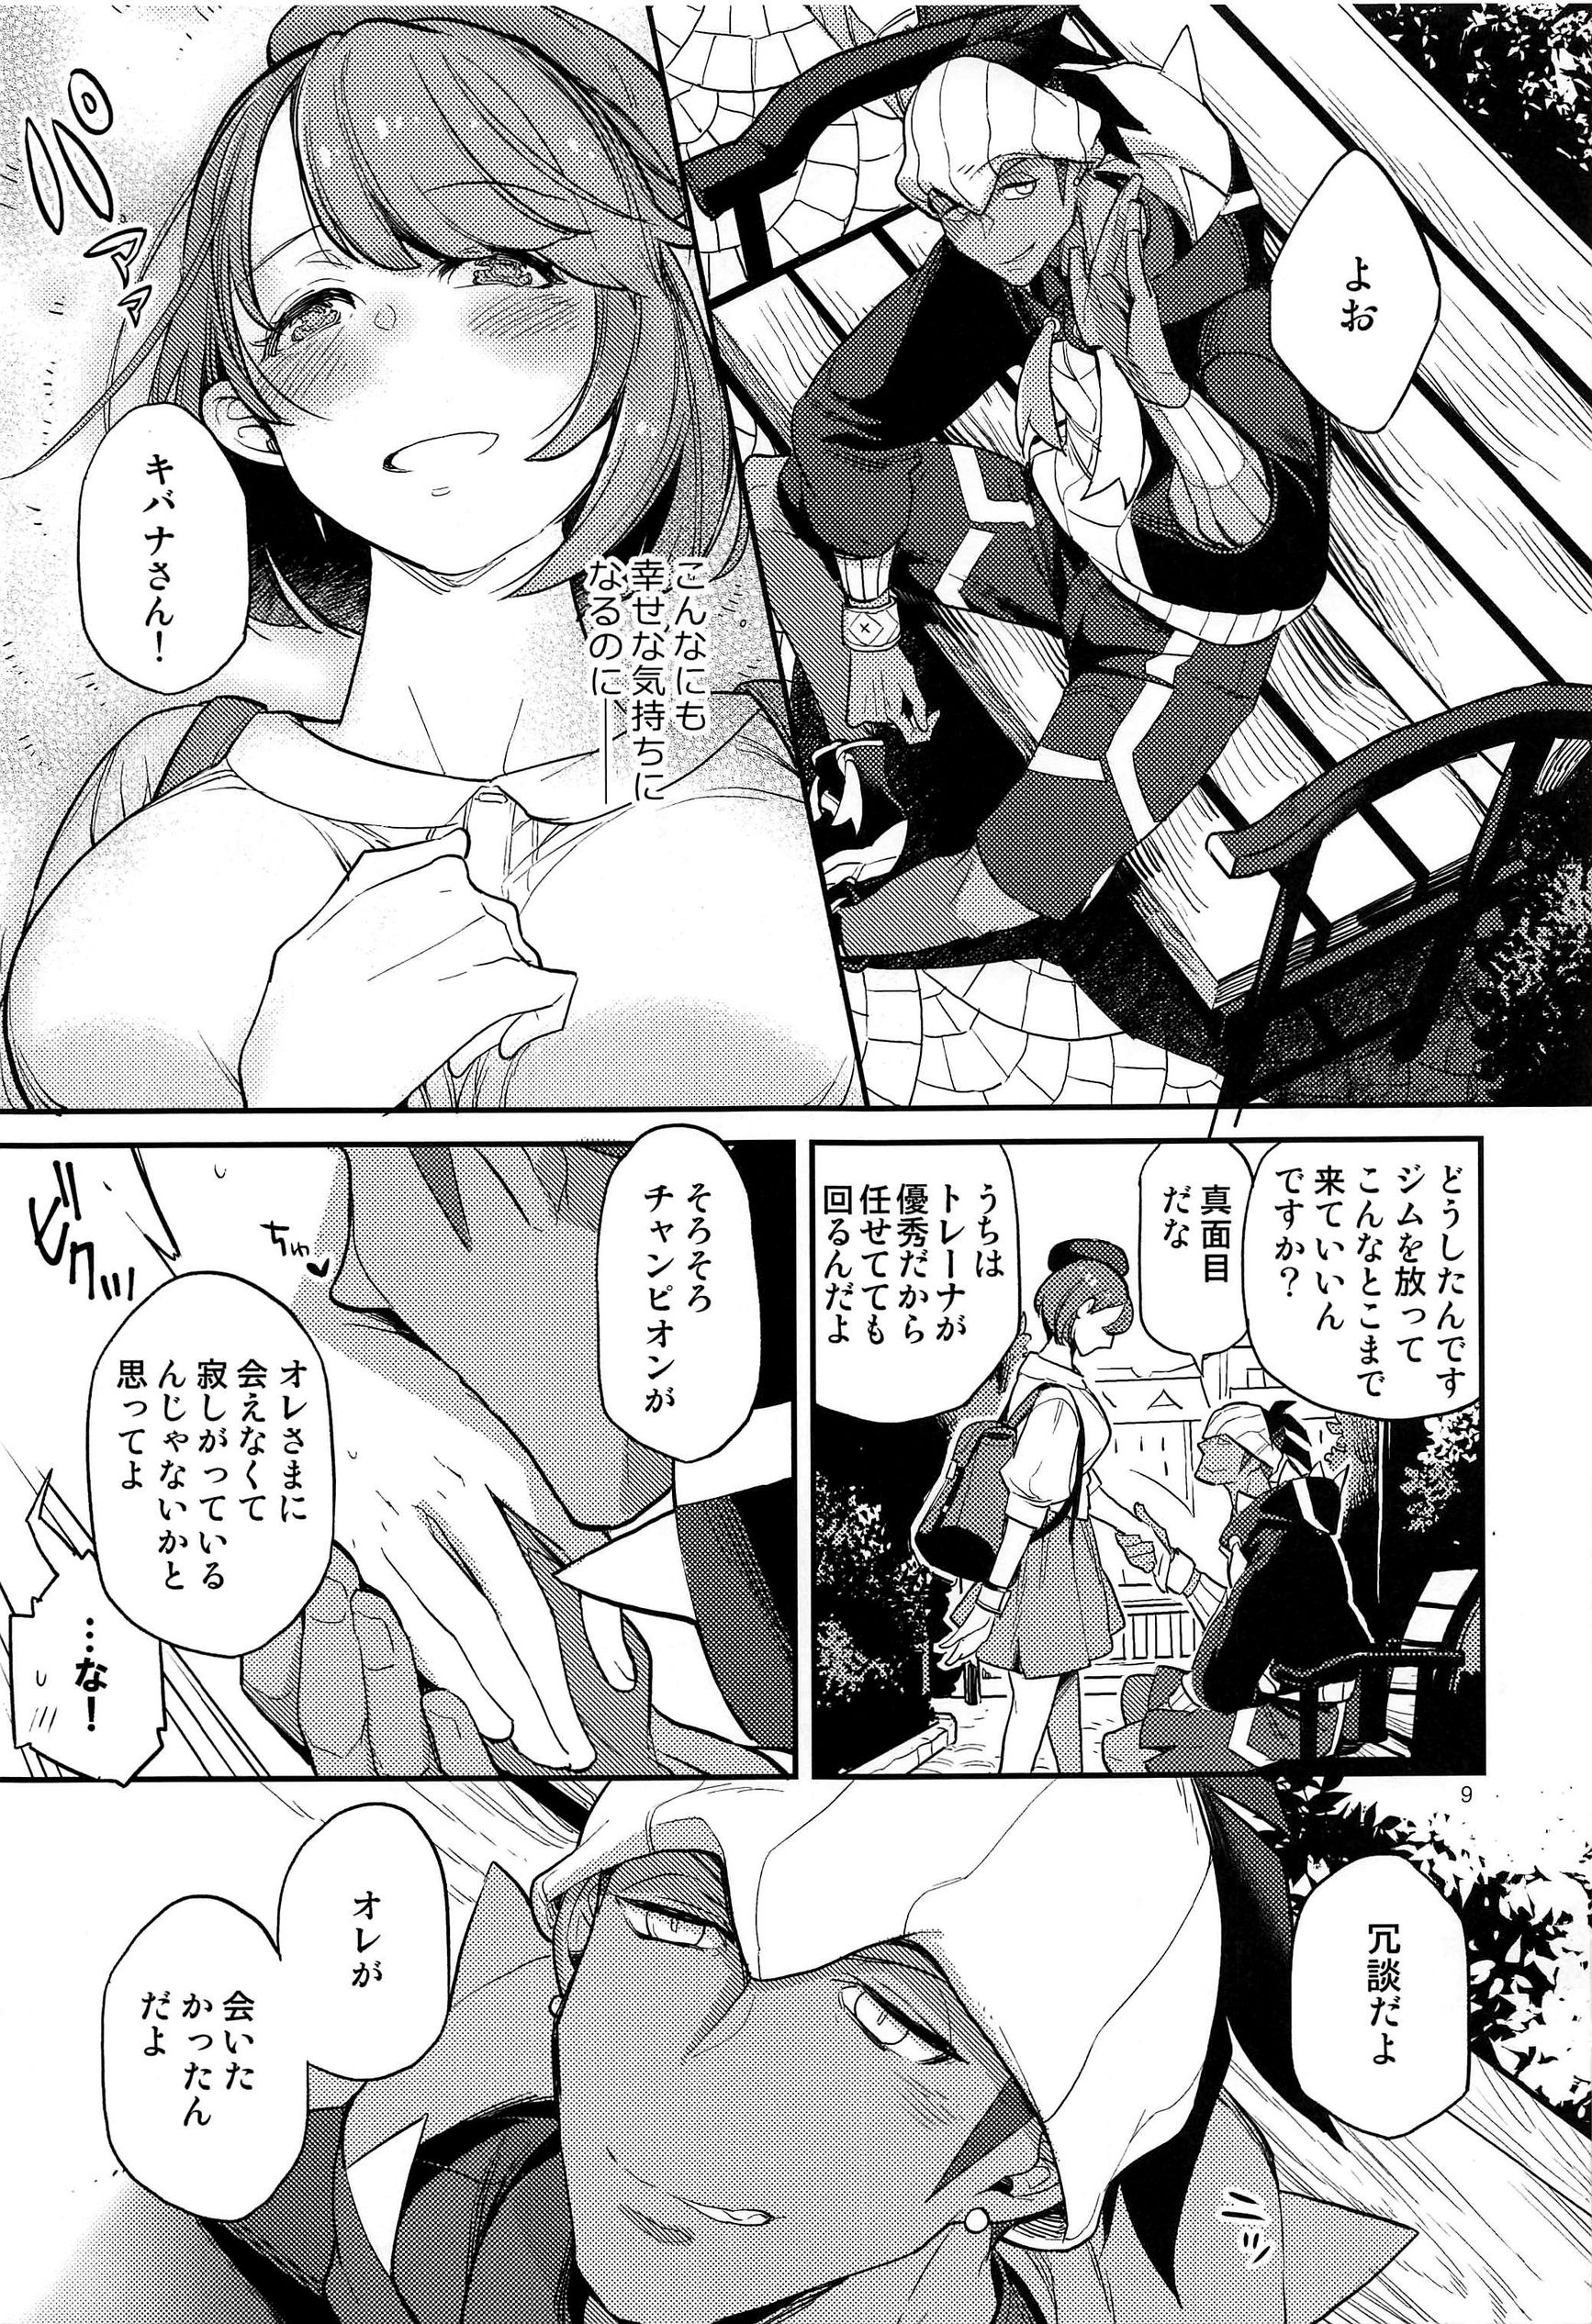 よお
パァァ
キバナさん！
こんなにも
幸せな気持ちに
なるのに――
どうしたんです
ジムを放って
こんなとこまで
来ていいん
ですか？
真面目
だな
うちは
トレーナが
優秀だから
任せてても
回るんだよ
そろそろ
チャンピオンが
オレさまに
会えなくて
寂しがっている
んじゃないかと
思ってよ
ちゅ♥
ビクッ
…な！
9
冗談だよ
オレが
会いた
かったん
だよ
ニッ